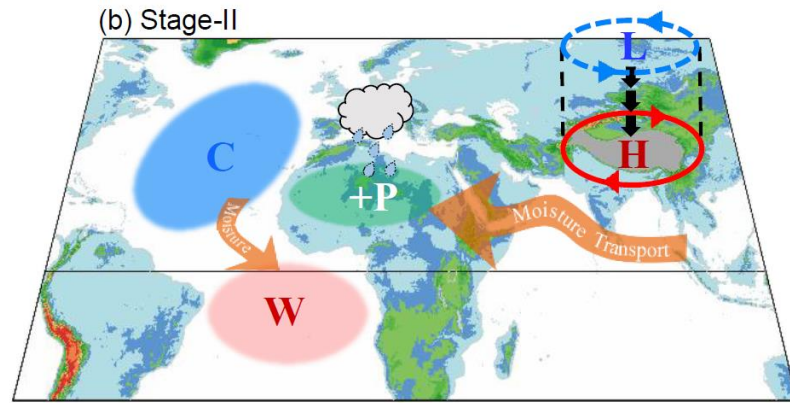 (b) Stage-II
L
C
H
+P
Moisture
Moisture Transport
W